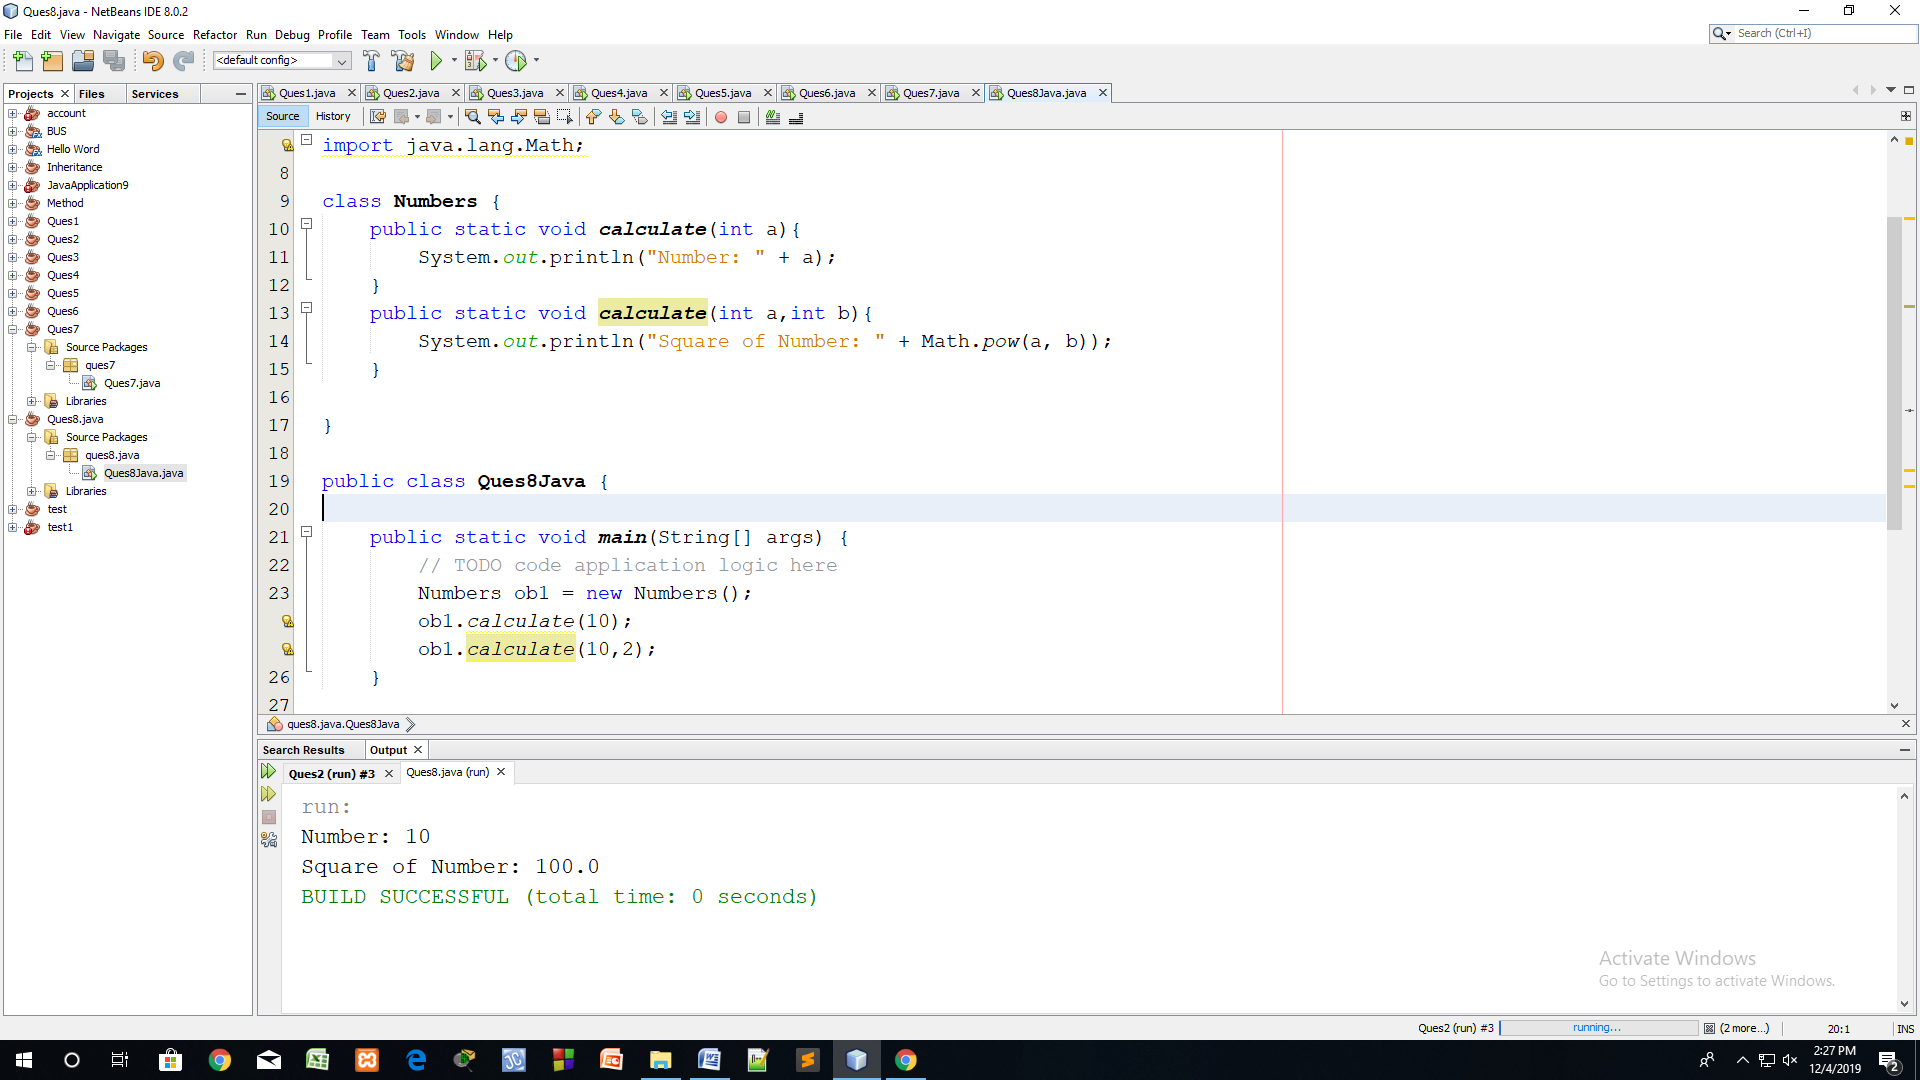 Ques8.java - NetBeans IDE 8.0.2
File Edit View Navigate Source Refactor Run Debug Profile Team Tools Window Help
Search (Ctrl+I)
<default config>
Projects Files Services
Ques1.java Ques2.java Ques3.java Ques4.java Ques5.java Ques6.java Ques7.java Ques8Java.java
Source History
account
BUS
Hello Word
Inheritance
JavaApplication9
Method
Ques1
Ques2
Ques3
Ques4
Ques5
Ques6
Ques7
Source Packages
ques7
Ques7.java
Libraries
Ques8.java
Source Packages
ques8.java
Ques8Java.java
Libraries
test
test1
import java.lang.Math;
8
9 class Numbers {
10 public static void calculate(int a){
11 System.out.println("Number: " + a);
12 }
13 public static void calculate(int a,int b){
14 System.out.println("Square of Number: " + Math.pow(a, b));
15 }
16
17 }
18
19 public class Ques8Java {
20
21 public static void main(String[] args) {
22 // TODO code application logic here
23 Numbers ob1 = new Numbers();
ob1.calculate(10);
ob1.calculate(10,2);
26 }
27
ques8.java.Ques8Java
Search Results Output
Ques2 (run) #3 Ques8.java (run)
run:
Number: 10
Square of Number: 100.0
BUILD SUCCESSFUL (total time: 0 seconds)
Activate Windows
Go to Settings to activate Windows.
Ques2 (run) #3 running... (2 more...) 20:1 INS
2:27 PM
12/4/2019
2